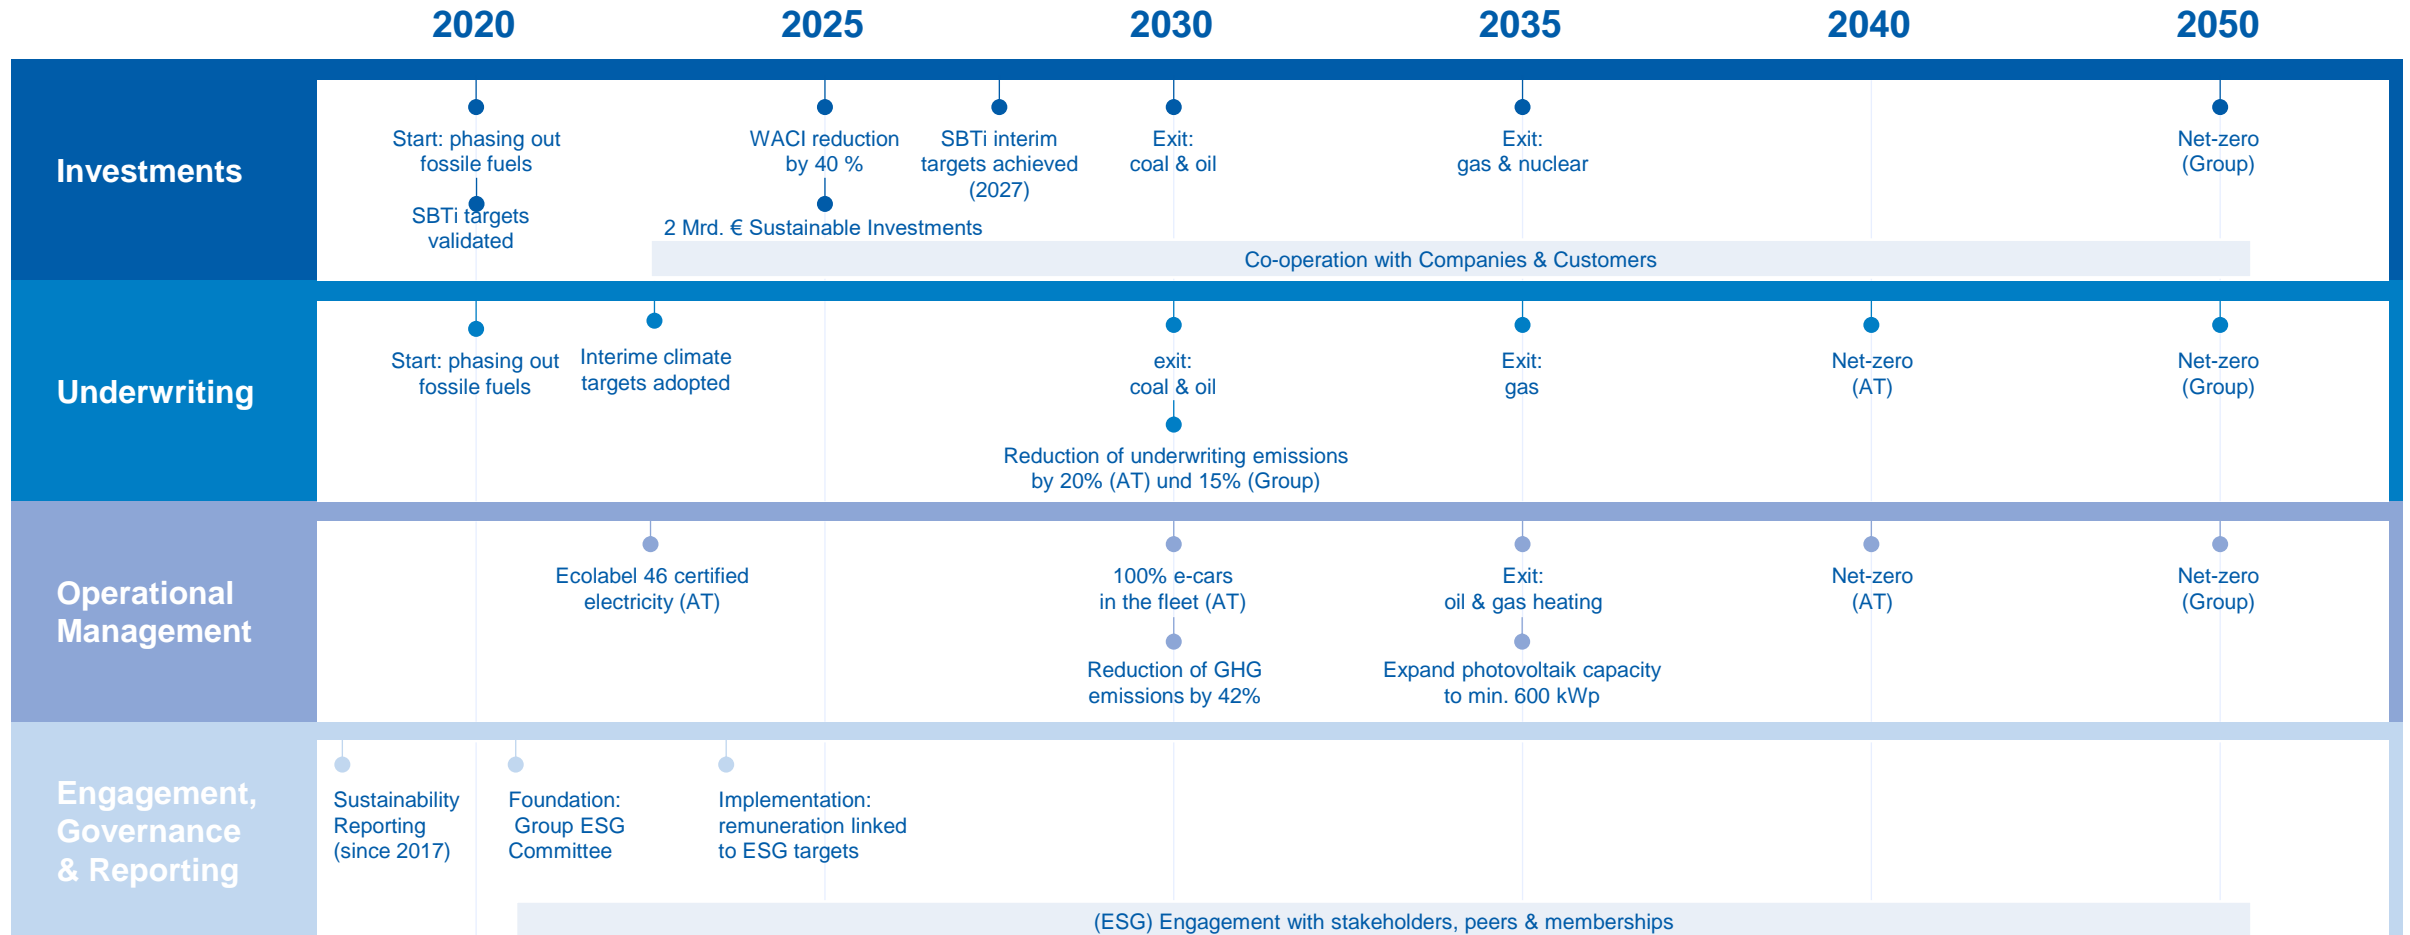 2020 2025 2030 2035 2040 2050
Investments
Start: phasing out
fossile fuels
SBTi targets
validated
WACI reduction
by 40 %
2 Mrd. € Sustainable Investments
SBTi interim
targets achieved
(2027)
Exit:
coal & oil
Exit:
gas & nuclear
Net-zero
(Group)
Co-operation with Companies & Customers
Underwriting
Start: phasing out
fossile fuels
Interime climate
targets adopted
exit:
coal & oil
Reduction of underwriting emissions
by 20% (AT) und 15% (Group)
Exit:
gas
Net-zero
(AT)
Net-zero
(Group)
Operational
Management
Ecolabel 46 certified
electricity (AT)
100% e-cars
in the fleet (AT)
Reduction of GHG
emissions by 42%
Exit:
oil & gas heating
Expand photovoltaik capacity
to min. 600 kWp
Net-zero
(AT)
Net-zero
(Group)
Engagement,
Governance
& Reporting
Sustainability
Reporting
(since 2017)
Foundation:
Group ESG
Committee
Implementation:
remuneration linked
to ESG targets
(ESG) Engagement with stakeholders, peers & memberships